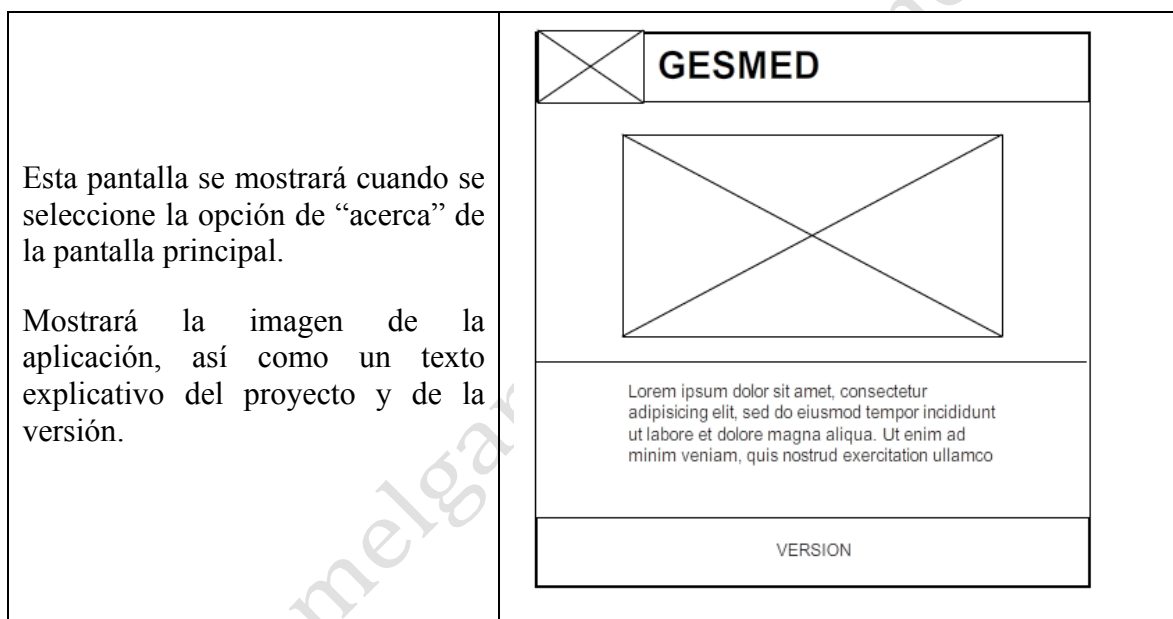 Esta pantalla se mostrará cuando se
seleccione la opción de “acerca” de
la pantalla principal.
Mostrará la imagen de la
aplicación, así como un texto
explicativo del proyecto y de la
versión.
GESMED
Lorem ipsum dolor sit amet, consectetur
adipisicing elit, sed do eiusmod tempor incididunt
ut labore et dolore magna aliqua. Ut enim ad
minim veniam, quis nostrud exercitation ullamco
VERSION